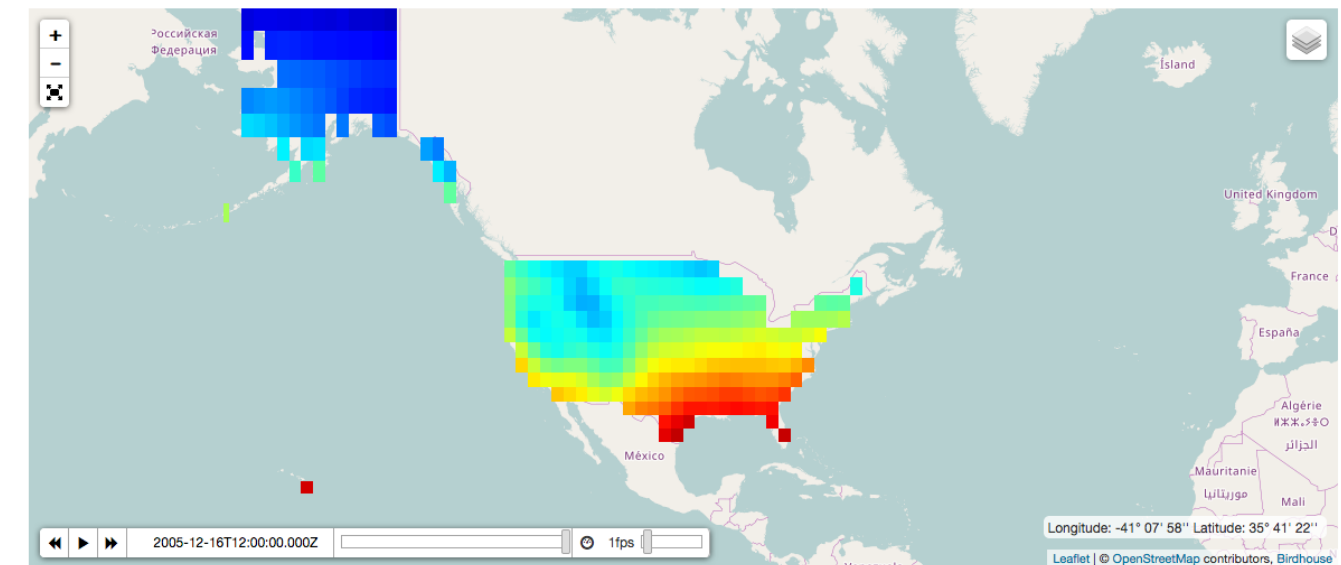 +
−
Российская
Федерация
Ísland
United Kingdom
France
España
Algérie
ⵍⵣⵣⴰⵢⴻⵔ
الجزائر
México
Mauritanie
موريتانيا
Mali
2005-12-16T12:00:00.000Z
1fps
Longitude: -41° 07' 58'' Latitude: 35° 41' 22''
Leaflet | © OpenStreetMap contributors, Birdhouse